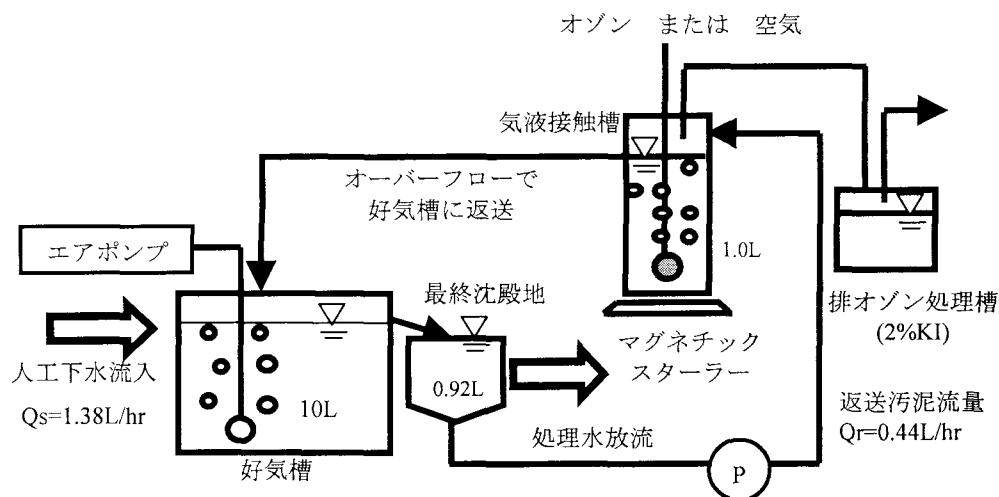 オゾン または 空気
気液接触槽
オーバーフローで
好気槽に返送
エアポンプ
1.0L
最終沈殿地
排オゾン処理槽
(2%KI)
マグネチック
スターラー
人工下水流入
Qs=1.38L/hr
10L
0.92L
返送汚泥流量
Qr=0.44L/hr
処理水放流
好気槽
P